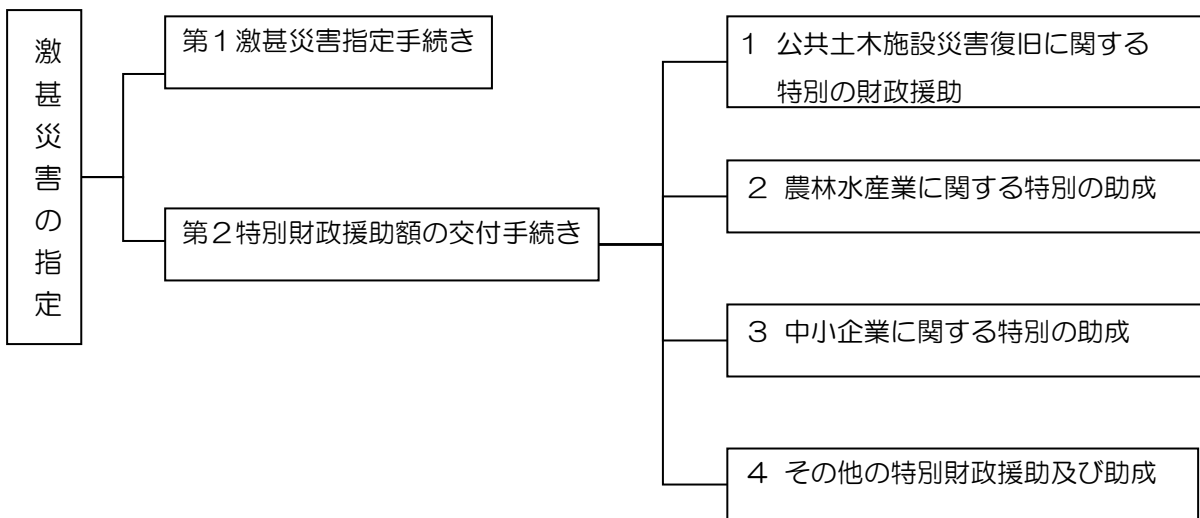 激甚災害の指定
第１激甚災害指定手続き
第２特別財政援助額の交付手続き
１ 公共土木施設災害復旧に関する
特別の財政援助
２ 農林水産業に関する特別の助成
３ 中小企業に関する特別の助成
４ その他の特別財政援助及び助成